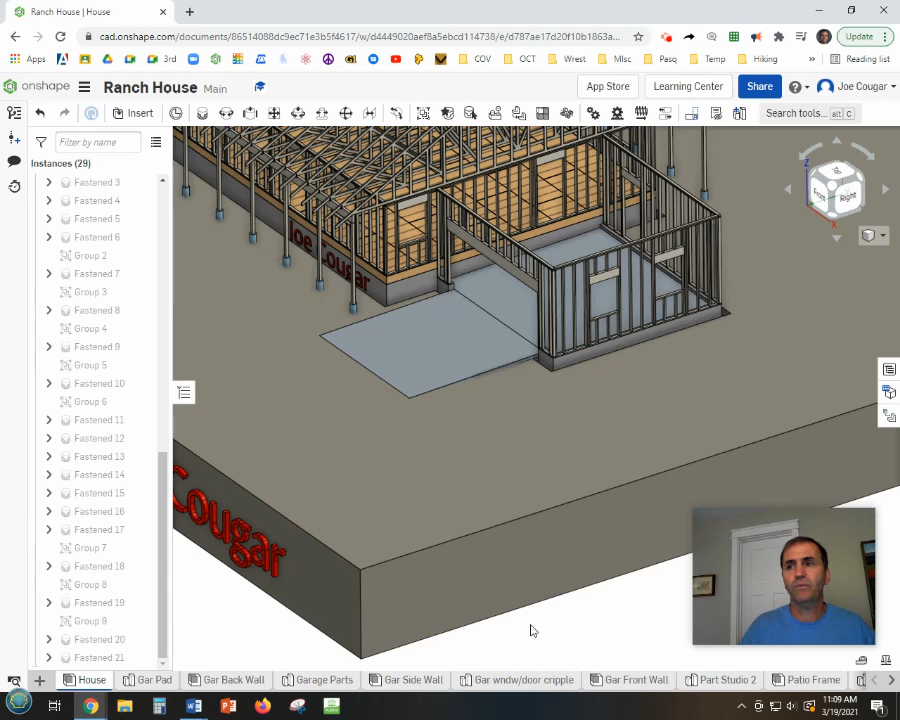 Ranch House | House
cad.onshape.com/documents/86514088dc9ec71e3b5f4617/w/d4449020aef8a5ebcd114738/e/d787ae17d20f10b1863a...
Update
Apps
3rd
COV
OCT
Wrest
MIsc
Pasq
Temp
Hiking
»
Reading list
onshape
Ranch House Main
App Store
Learning Center
Share
Joe Cougar
Insert
Search tools...
alt C
Filter by name
Instances (29)
Fastened 3
Fastened 4
Fastened 5
Fastened 6
Group 2
Fastened 7
Group 3
Fastened 8
Group 4
Fastened 9
Group 5
Fastened 10
Group 6
Fastened 11
Fastened 12
Fastened 13
Fastened 14
Fastened 15
Fastened 16
Fastened 17
Group 7
Fastened 18
Group 8
Fastened 19
Group 9
Fastened 20
Fastened 21
Joe Cougar
Cougar
Z
Top
Front
Right
X
House
Gar Pad
Gar Back Wall
Garage Parts
Gar Side Wall
Gar wndw/door cripple
Gar Front Wall
Part Studio 2
Patio Frame
11:09 AM
3/19/2021
1